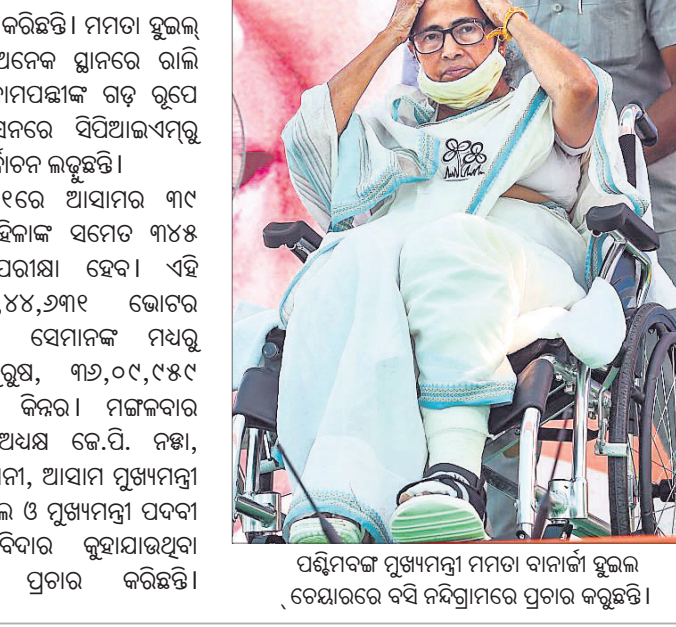 କରିଛନ୍ତି। ମମତା ହୁଇଲ୍
ଅନେକ ସ୍ଥାନରେ ରାଲି
ବାମପନ୍ଥୀଙ୍କ ଗଡ଼ ରୂପେ
ସନରେ ସିପିଆଇଏମ୍‌ରୁ
ର୍ବାଚନ ଲଢୁଛନ୍ତି।
୧ରେ ଆସାମର ୩୯
ହିଳାଙ୍କ ସମେତ ୩୪୫
ପରୀକ୍ଷା ହେବ। ଏହି
,୪୪,୬୩୧ ଭୋଟର
ସେମାନଙ୍କ ମଧ୍ୟରୁ
ରୁଷ, ୩୬,୦୯,୯୫୯
କିନ୍ନର। ମଙ୍ଗଳବାର
ଅଧ୍ୟକ୍ଷ ଜେ.ପି. ନଡ୍ଡା,
ନୀ, ଆସାମ ମୁଖ୍ୟମନ୍ତ୍ରୀ
ଲ ଓ ମୁଖ୍ୟମନ୍ତ୍ରୀ ପଦବୀ
ବିଦାର କୁହାଯାଉଥିବା
ପ୍ରଚାର କରିଛନ୍ତି।
ପଶ୍ଚିମବଙ୍ଗ ମୁଖ୍ୟମନ୍ତ୍ରୀ ମମତା ବାନାର୍ଜୀ ହୁଇଲ
ଚେୟାରରେ ବସି ନନ୍ଦିଗ୍ରାମରେ ପ୍ରଚାର କରୁଛନ୍ତି।